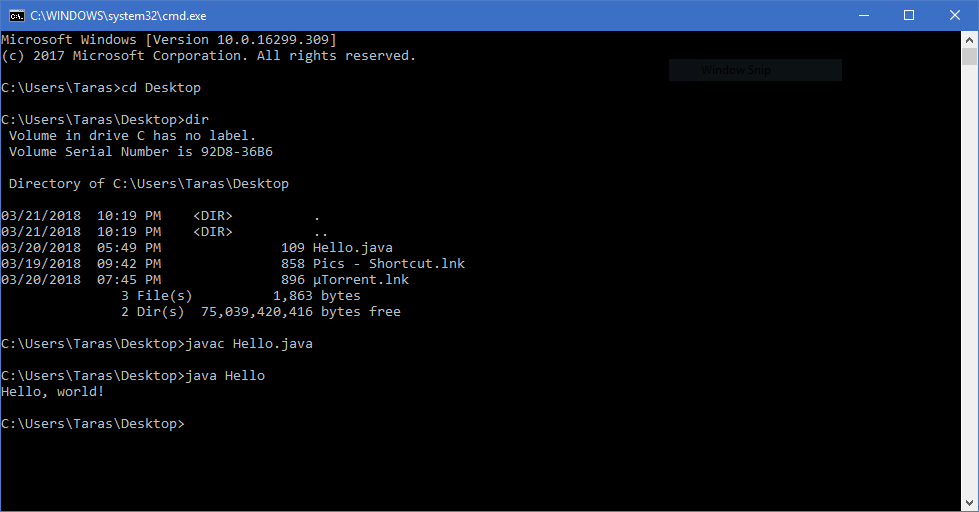 C:\WINDOWS\system32\cmd.exe
Microsoft Windows [Version 10.0.16299.309]
(c) 2017 Microsoft Corporation. All rights reserved.
Window Snip
C:\Users\Taras>cd Desktop
C:\Users\Taras\Desktop>dir
 Volume in drive C has no label.
 Volume Serial Number is 92D8-36B6
 Directory of C:\Users\Taras\Desktop
03/21/2018  10:19 PM    <DIR>          .
03/21/2018  10:19 PM    <DIR>          ..
03/20/2018  05:49 PM               109 Hello.java
03/19/2018  09:42 PM               858 Pics - Shortcut.lnk
03/20/2018  07:45 PM               896 µTorrent.lnk
               3 File(s)          1,863 bytes
               2 Dir(s)  75,039,420,416 bytes free
C:\Users\Taras\Desktop>javac Hello.java
C:\Users\Taras\Desktop>java Hello
Hello, world!
C:\Users\Taras\Desktop>